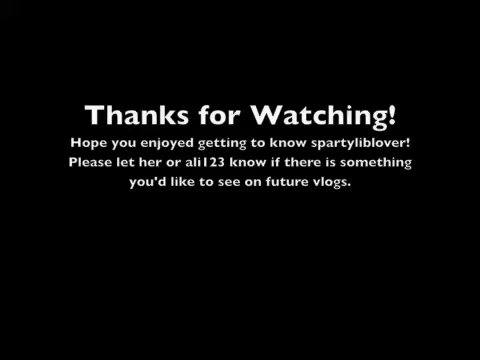 Thanks for Watching!
Hope you enjoyed getting to know spartyliblover!
Please let her or ali123 know if there is something
you'd like to see on future vlogs.